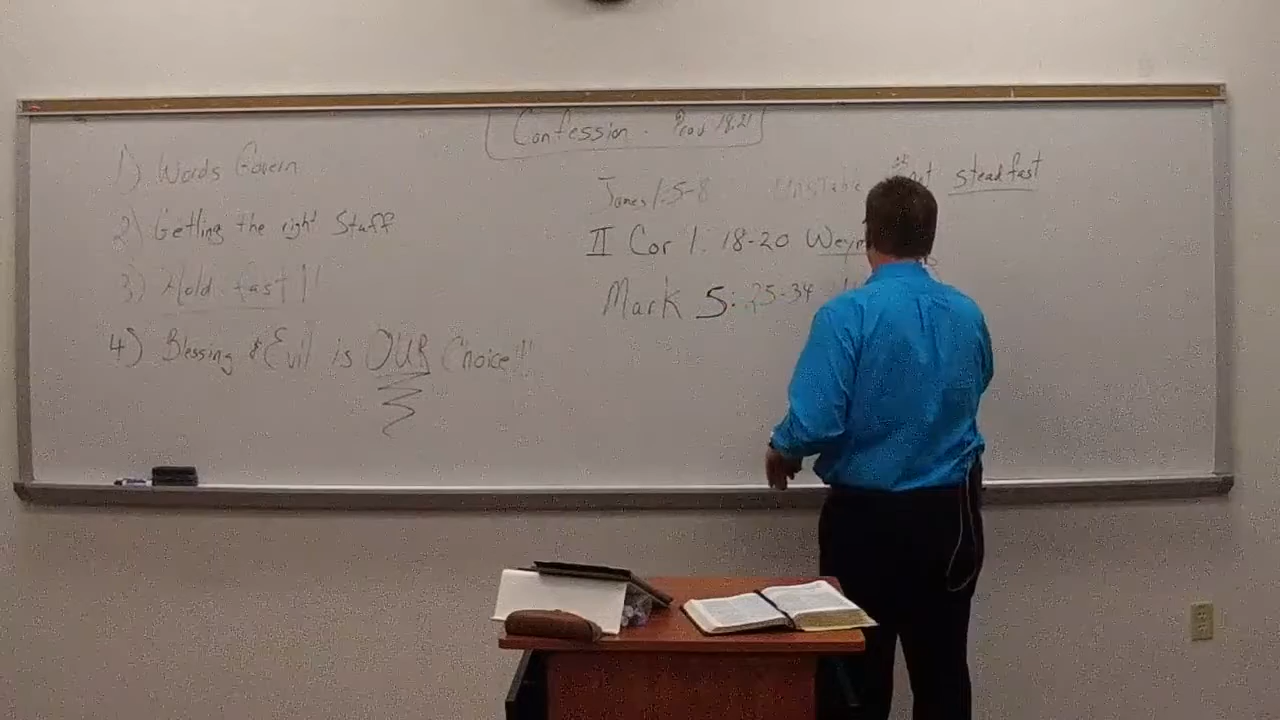 Confession. Prov 18:21
1) Words Govern
2) Getting the right Stuff
3) Hold fast!!
4) Blessing & Evil is OUR Choice!!
James 1:5-8 Unstable steadfast
II Cor 1: 18-20
Mark 5: 25-34